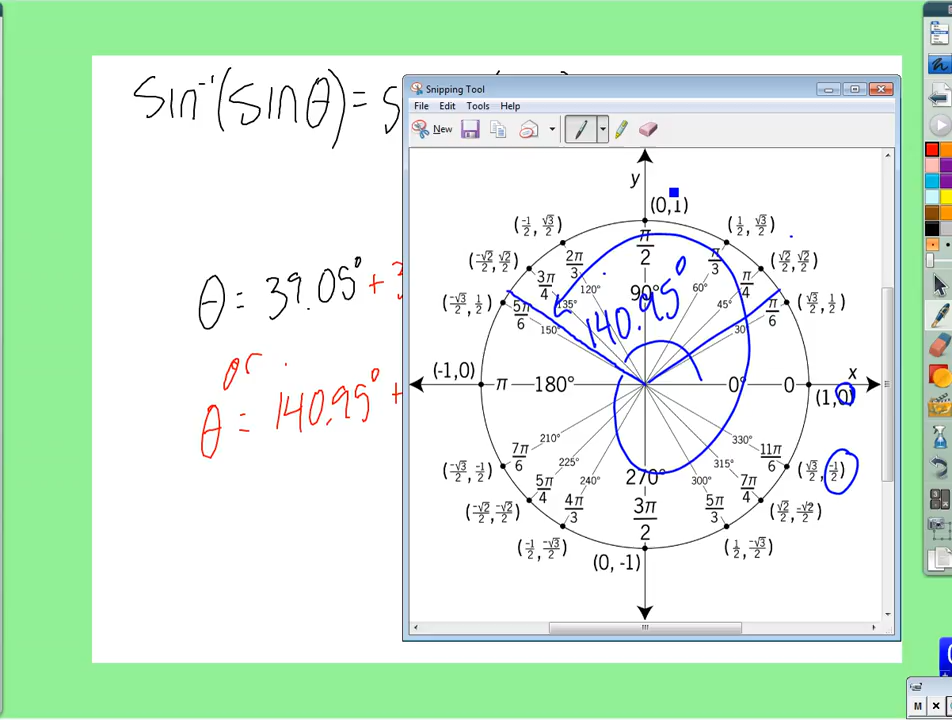 sin⁻¹(sinθ)= s
θ = 39.05° + 3
or
θ = 140.95° +
Snipping Tool
File Edit Tools Help
New
y
(0,1)
(-1/2, √3/2) π/2 (1/2, √3/2)
(-√2/2, √2/2) 2π/3 90° π/3 (√2/2, √2/2)
3π/4 120° 60° π/4
(-√3/2, 1/2) 5π/6 135° 45° π/6 (√3/2, 1/2)
150° 140.95° 30
(-1,0) π 180° 0° 0 x
(1,0)
7π/6 210° 330° 11π/6
(-√3/2, -1/2) 225° 270° 315° (√3/2, -1/2)
5π/4 240° 300° 7π/4
(-√2/2, -√2/2) 4π/3 3π/2 5π/3 (√2/2, -√2/2)
(-1/2, -√3/2) (0, -1) (1/2, -√3/2)
M